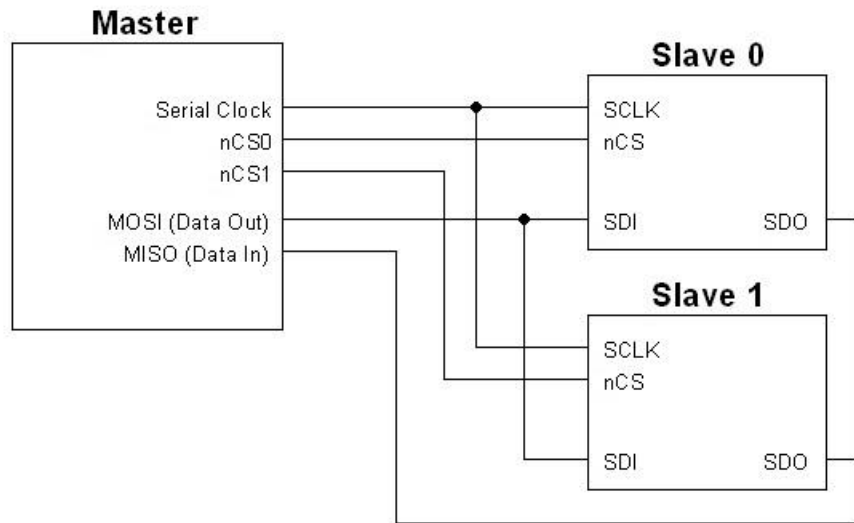 Master
Serial Clock
nCS0
nCS1
MOSI (Data Out)
MISO (Data In)
Slave 0
SCLK
nCS
SDI SDO
Slave 1
SCLK
nCS
SDI SDO